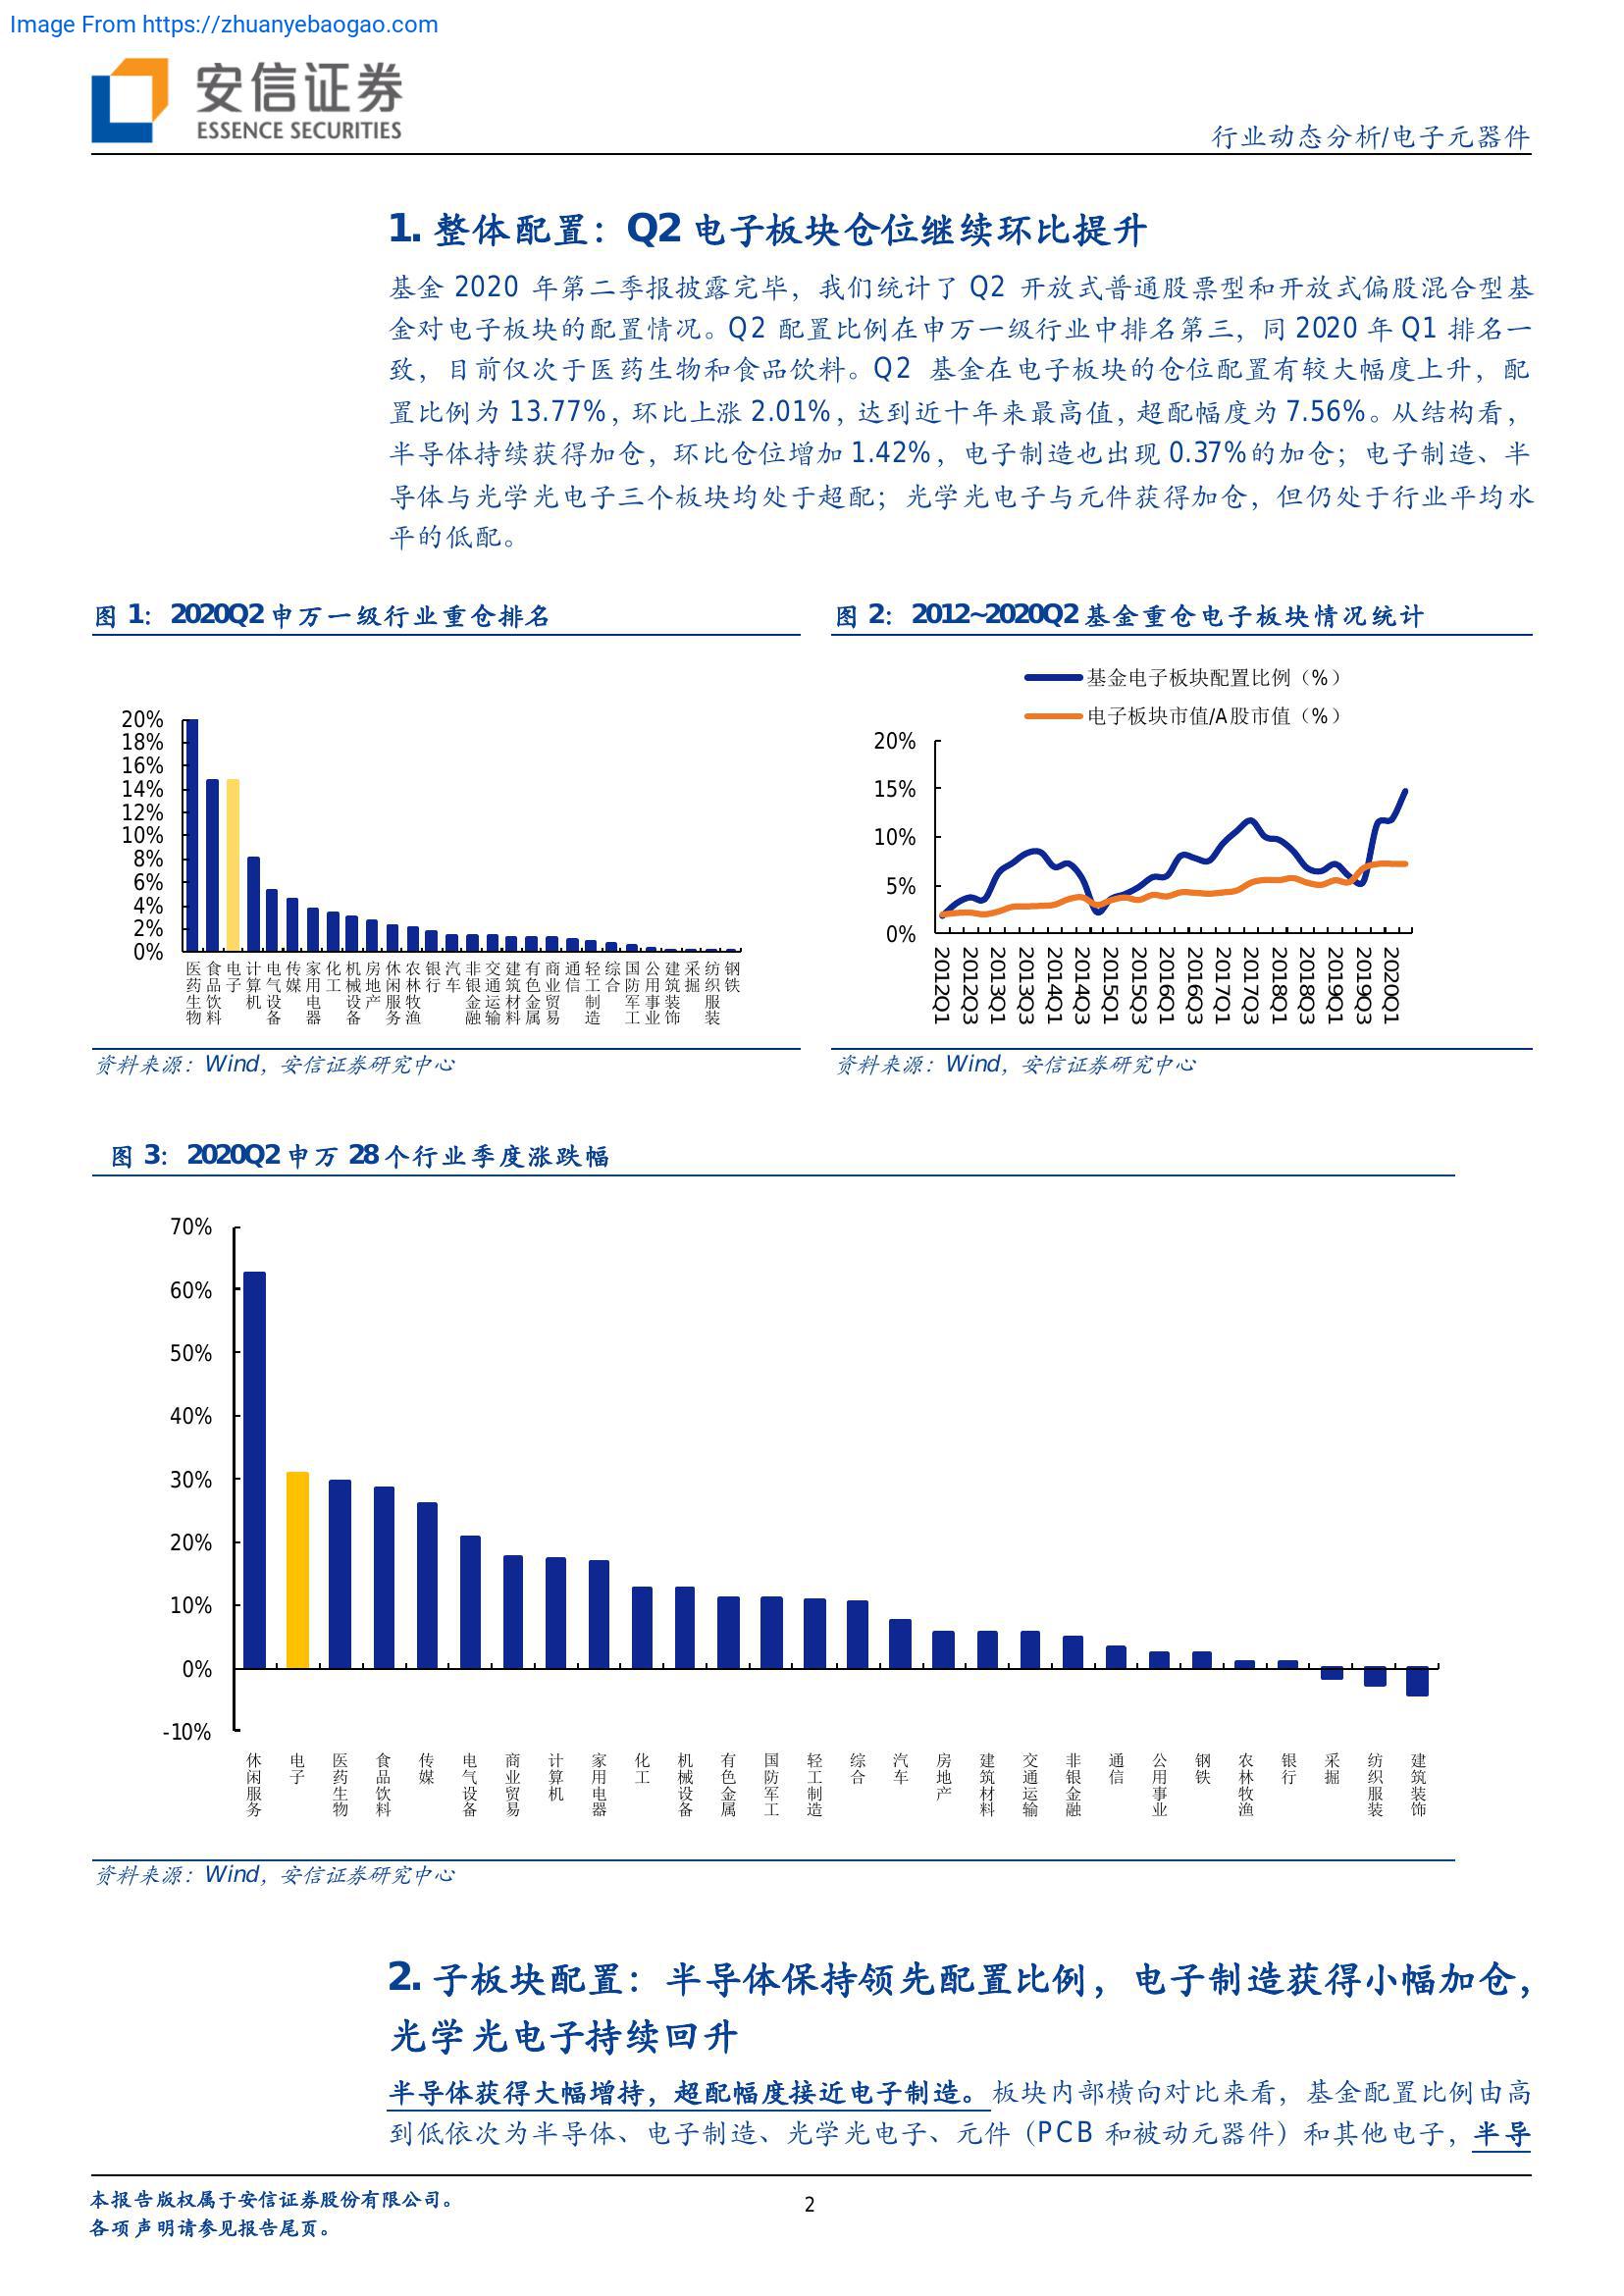 Image From https://zhuanyebaogao.com
安信证券
ESSENCE SECURITIES
行业动态分析/电子元器件
1. 整体配置：Q2 电子板块仓位继续环比提升
基金 2020 年第二季报披露完毕，我们统计了 Q2 开放式普通股票型和开放式偏股混合型基
金对电子板块的配置情况。Q2 配置比例在申万一级行业中排名第三，同 2020 年 Q1 排名一
致，目前仅次于医药生物和食品饮料。Q2 基金在电子板块的仓位配置有较大幅度上升，配
置比例为 13.77%，环比上涨 2.01%，达到近十年来最高值，超配幅度为 7.56%。从结构看，
半导体持续获得加仓，环比仓位增加 1.42%，电子制造也出现 0.37%的加仓；电子制造、半
导体与光学光电子三个板块均处于超配；光学光电子与元件获得加仓，但仍处于行业平均水
平的低配。
图 1：2020Q2 申万一级行业重仓排名
20%
18%
16%
14%
12%
10%
8%
6%
4%
2%
0%
医药生物
食品饮料
电子
计算机
电气设备
传媒
家用电器
化工
机械设备
房地产
休闲服务
农林牧渔
银行
汽车
非银金融
交通运输
建筑材料
有色金属
商业贸易
通信
轻工制造
综合
国防军工
公用事业
建筑装饰
采掘
纺织服装
钢铁
资料来源：Wind，安信证券研究中心
图 2：2012~2020Q2 基金重仓电子板块情况统计
基金电子板块配置比例（%）
电子板块市值/A股市值（%）
20%
15%
10%
5%
0%
2012Q1
2012Q3
2013Q1
2013Q3
2014Q1
2014Q3
2015Q1
2015Q3
2016Q1
2016Q3
2017Q1
2017Q3
2018Q1
2018Q3
2019Q1
2019Q3
2020Q1
资料来源：Wind，安信证券研究中心
图 3：2020Q2 申万 28 个行业季度涨跌幅
70%
60%
50%
40%
30%
20%
10%
0%
-10%
休闲服务
电子
医药生物
食品饮料
传媒
电气设备
商业贸易
计算机
家用电器
化工
机械设备
有色金属
国防军工
轻工制造
综合
汽车
房地产
建筑材料
交通运输
非银金融
通信
公用事业
钢铁
农林牧渔
银行
采掘
纺织服装
建筑装饰
资料来源：Wind，安信证券研究中心
2. 子板块配置：半导体保持领先配置比例，电子制造获得小幅加仓，
光学光电子持续回升
半导体获得大幅增持，超配幅度接近电子制造。板块内部横向对比来看，基金配置比例由高
到低依次为半导体、电子制造、光学光电子、元件（PCB 和被动元器件）和其他电子，半导
本报告版权属于安信证券股份有限公司。
各项声明请参见报告尾页。
2